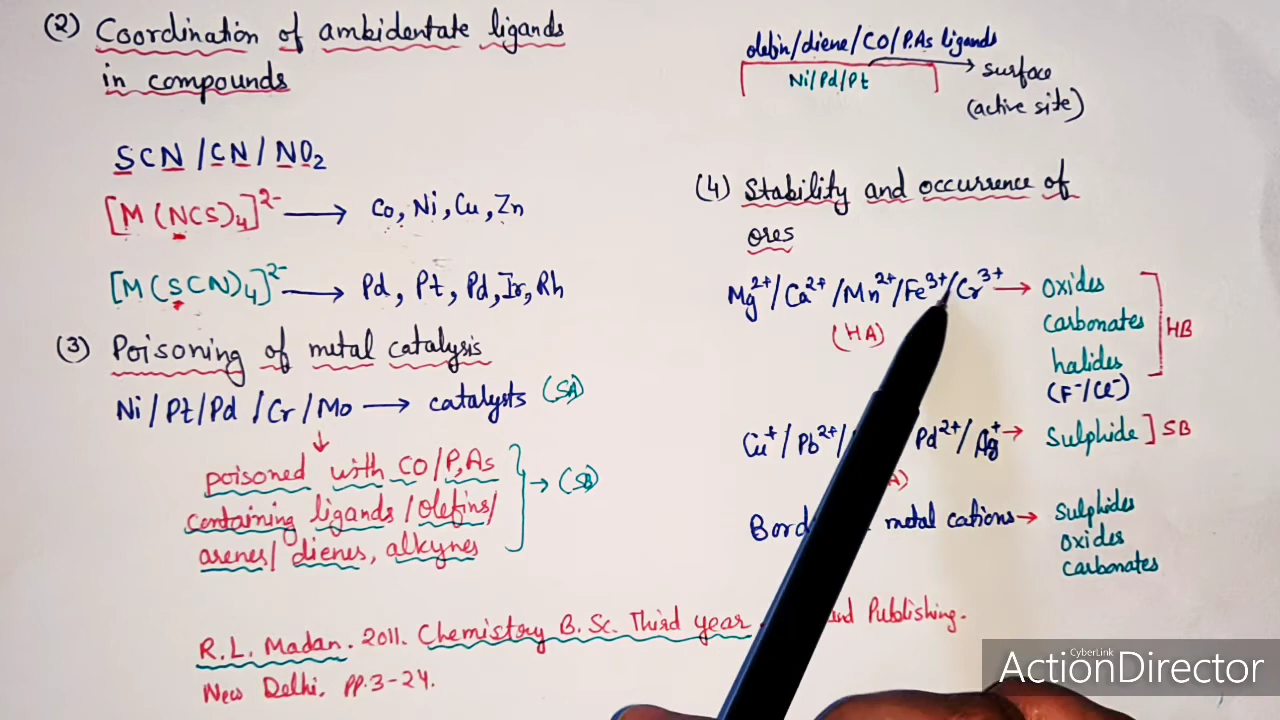 (2) Coordination of ambidentate ligands
in compounds
SCN / CN / NO₂
[M(NCS)₄]²⁻ → Co, Ni, Cu, Zn
[M(SCN)₄]²⁻ → Pd, Pt, Pd, Ir, Rh
(3) Poisoning of metal catalysis
Ni / Pt / Pd / Cr / Mo → catalysts (SA)
↓
poisoned with CO / P, As
containing ligands / olefins /
arenes / dienes, alkynes
→ (SB)
olefin/diene/CO/P.As ligands
Ni/Pd/Pt
→ surface
(active site)
(4) Stability and occurrence of
ores
Mg²⁺/Ca²⁺/Mn²⁺/Fe³⁺/Cr³⁺ → oxides
(HA)
carbonates
HB
halides
(F⁻/Cl⁻)
Cu⁺/Pb²⁺/ Pd²⁺/Ag⁺ → Sulphide ] SB
metal cations → Sulphides
oxides
carbonates
R.L. Madan. 2011. Chemistry B.Sc. Third year Publishing.
New Delhi, pp.3-24.
CyberLink
ActionDirector